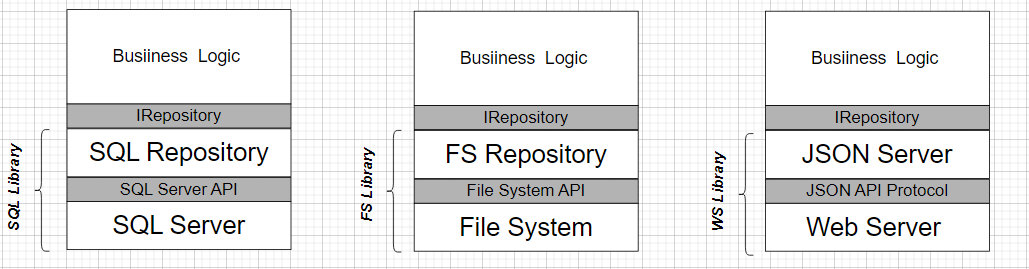 Busiiness Logic
IRepository
SQL Repository
SQL Server API
SQL Server
SQL Library
Busiiness Logic
IRepository
FS Repository
File System API
File System
FS Library
Busiiness Logic
IRepository
JSON Server
JSON API Protocol
Web Server
WS Library